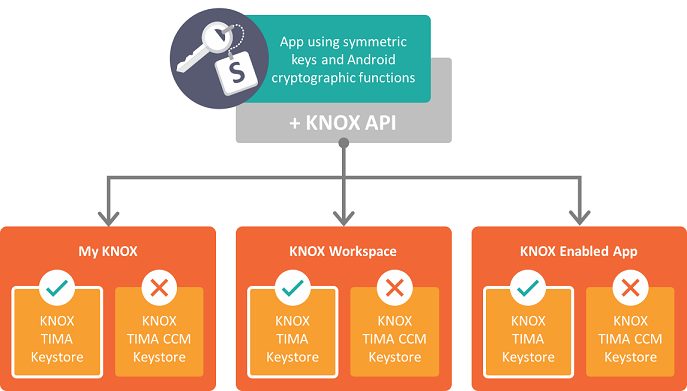 App using symmetric
keys and Android
cryptographic functions
S
+ KNOX API
My KNOX
KNOX
TIMA
Keystore
KNOX
TIMA CCM
Keystore
KNOX Workspace
KNOX
TIMA
Keystore
KNOX
TIMA CCM
Keystore
KNOX Enabled App
KNOX
TIMA
Keystore
KNOX
TIMA CCM
Keystore